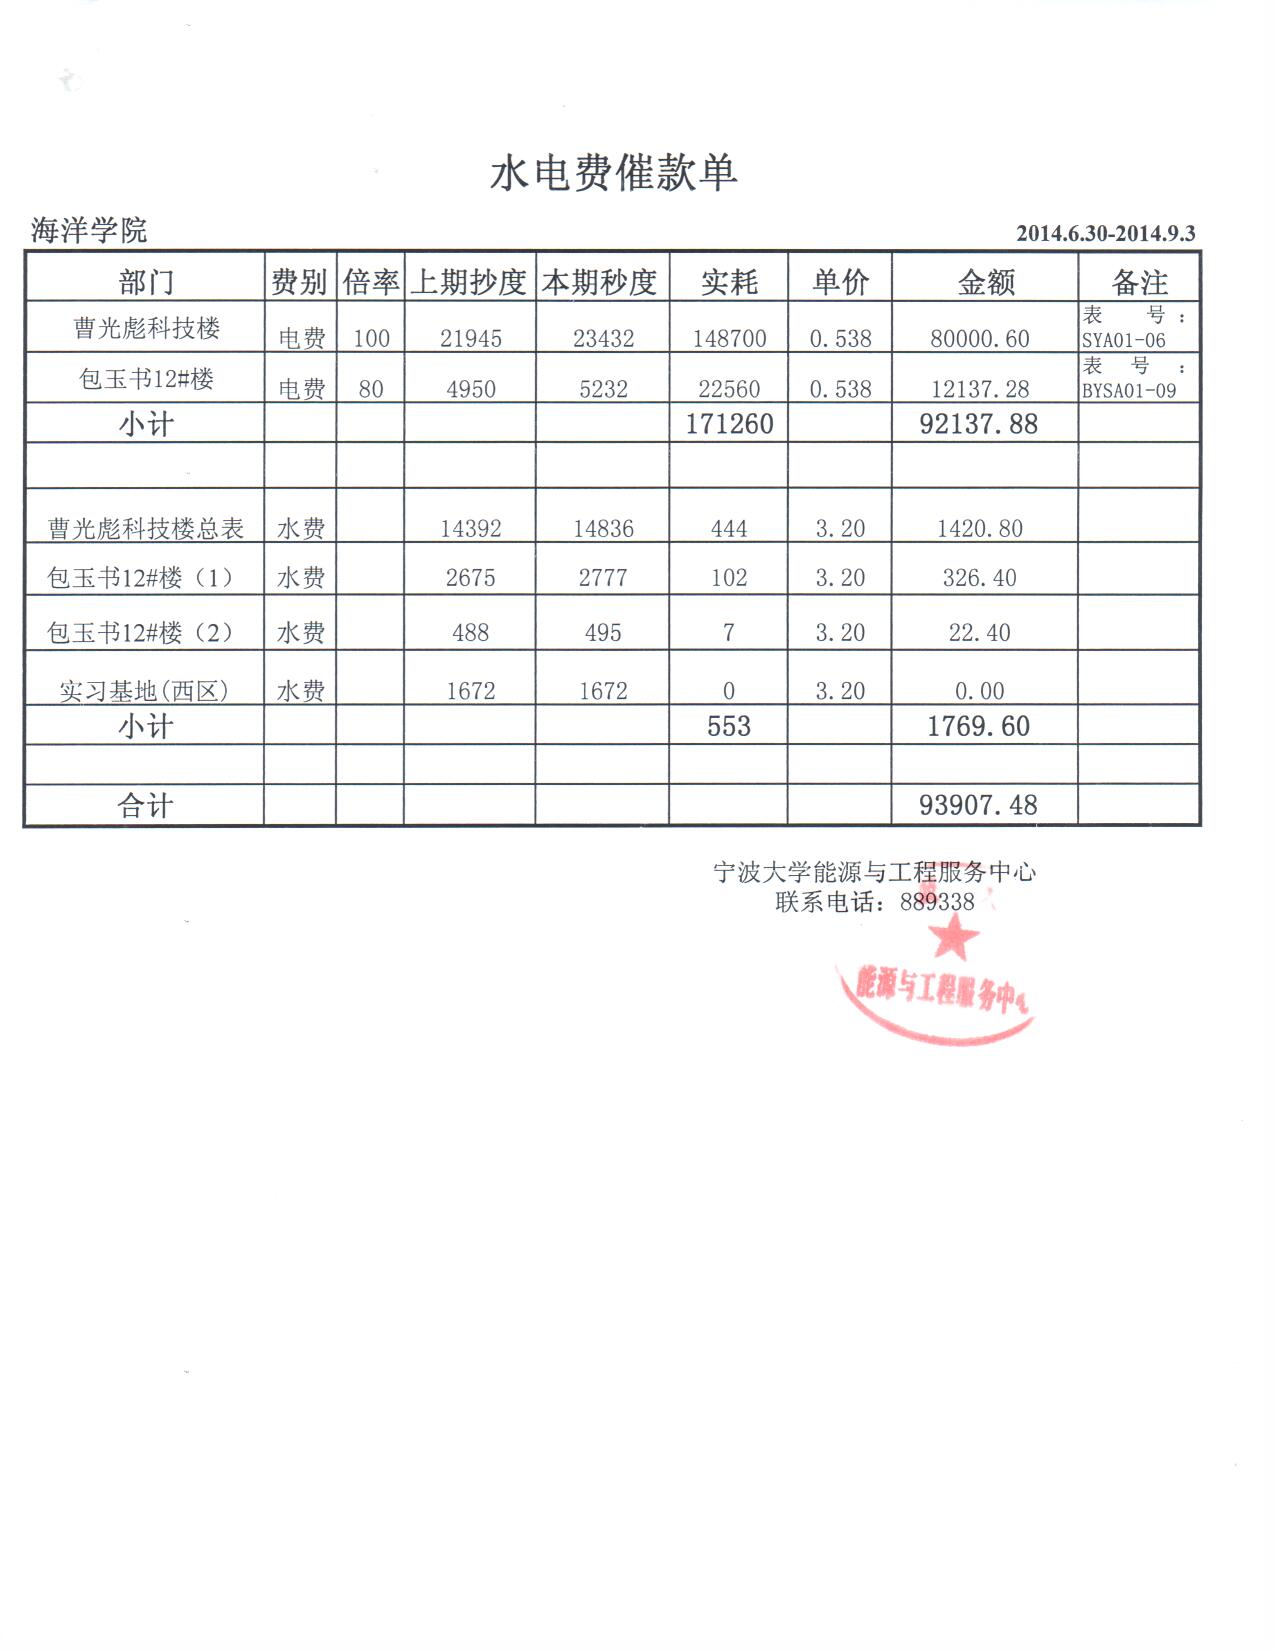 水电费催款单
海洋学院 2014.6.30-2014.9.3
部门 费别 倍率 上期抄度 本期秒度 实耗 单价 金额 备注
曹光彪科技楼 电费 100 21945 23432 148700 0.538 80000.60 表号：SYA01-06
包玉书12#楼 电费 80 4950 5232 22560 0.538 12137.28 表号：BYSA01-09
小计 171260 92137.88
曹光彪科技楼总表 水费 14392 14836 444 3.20 1420.80
包玉书12#楼（1） 水费 2675 2777 102 3.20 326.40
包玉书12#楼（2） 水费 488 495 7 3.20 22.40
实习基地(西区) 水费 1672 1672 0 3.20 0.00
小计 553 1769.60
合计 93907.48
宁波大学能源与工程服务中心
联系电话：889338
能源与工程服务中心